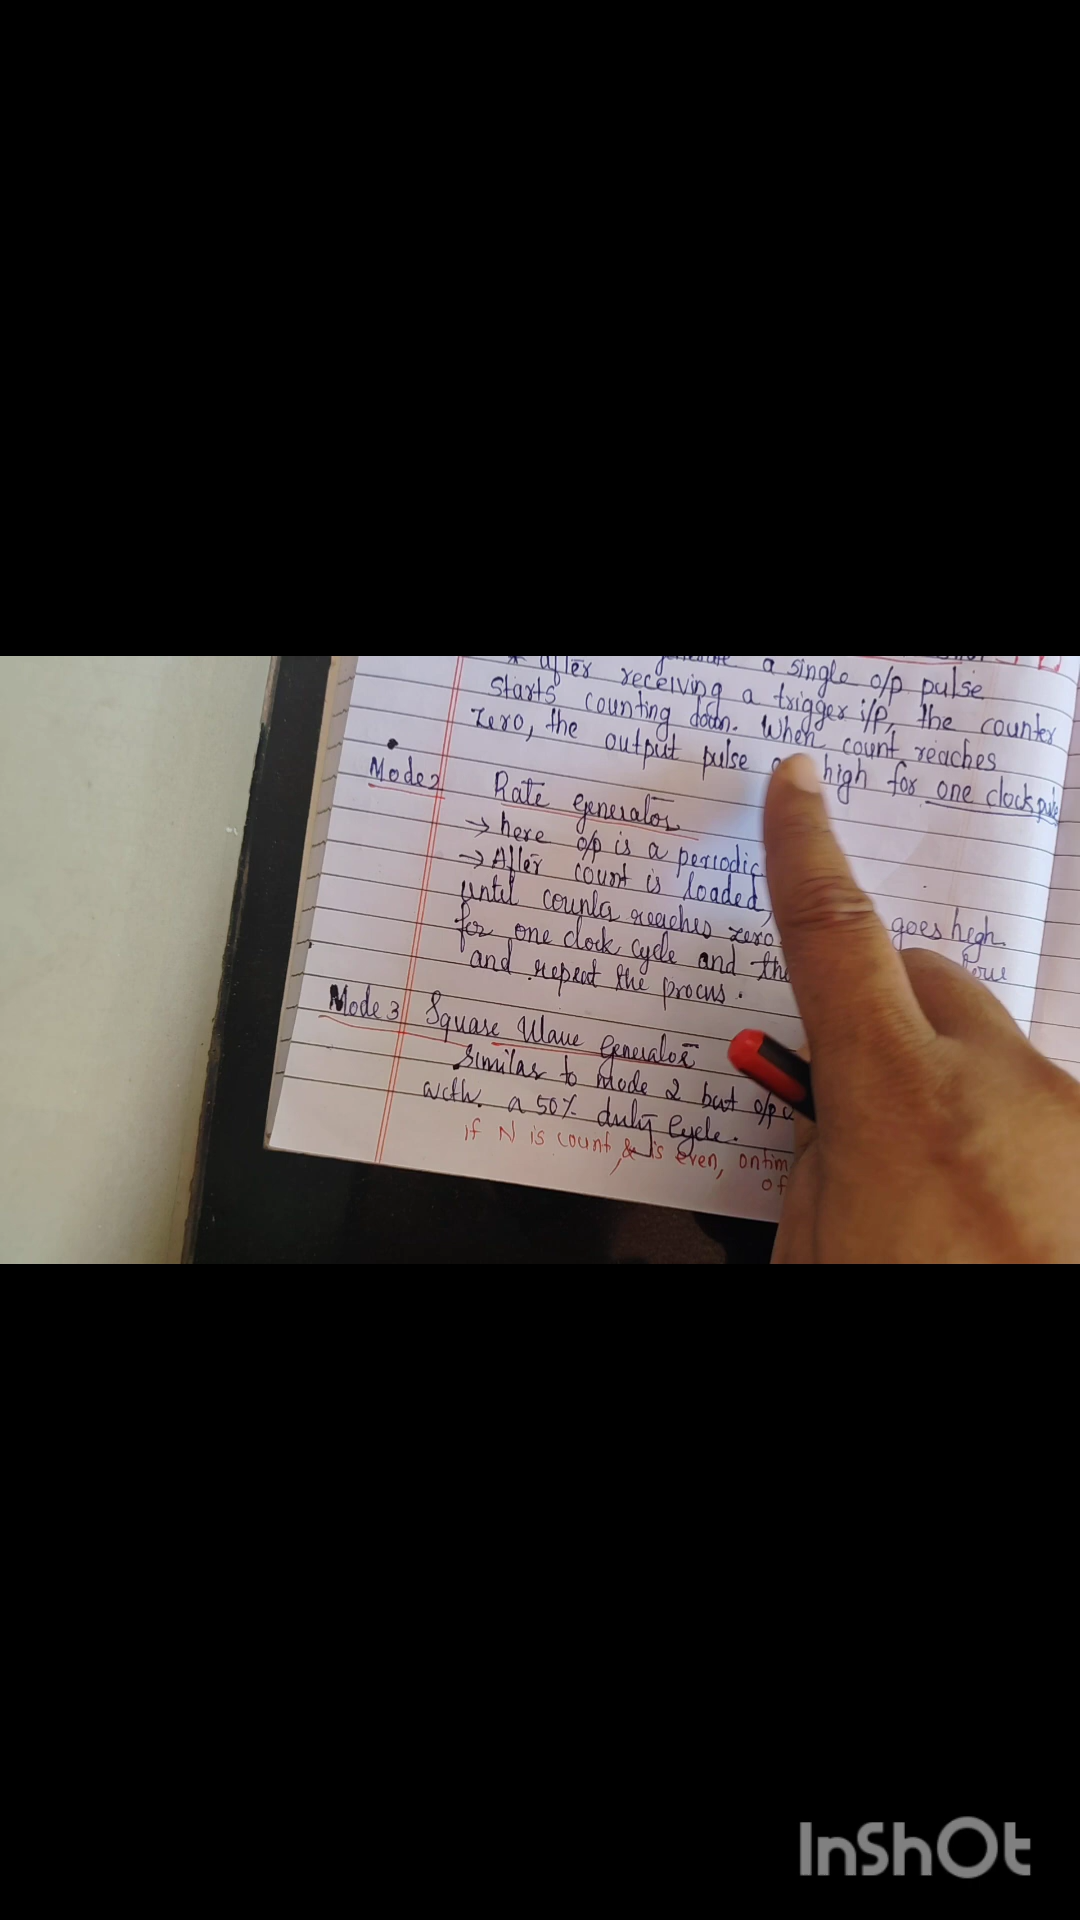 * after generate a single o/p pulse
receiving a trigger i/p, the counter
starts counting down. When count reaches
zero, the output pulse high for one clock pulse
Mode 2 Rate generator
→ here o/p is a periodic
→ After count is loaded,
until counter reaches zero. goes high
for one clock cycle and the low
and repeat the process.
Mode 3 Square Wave Generator
Similar to mode 2 but o/p
with a 50% duty Cycle.
if N is count, & is even, ontim
of
InShOt